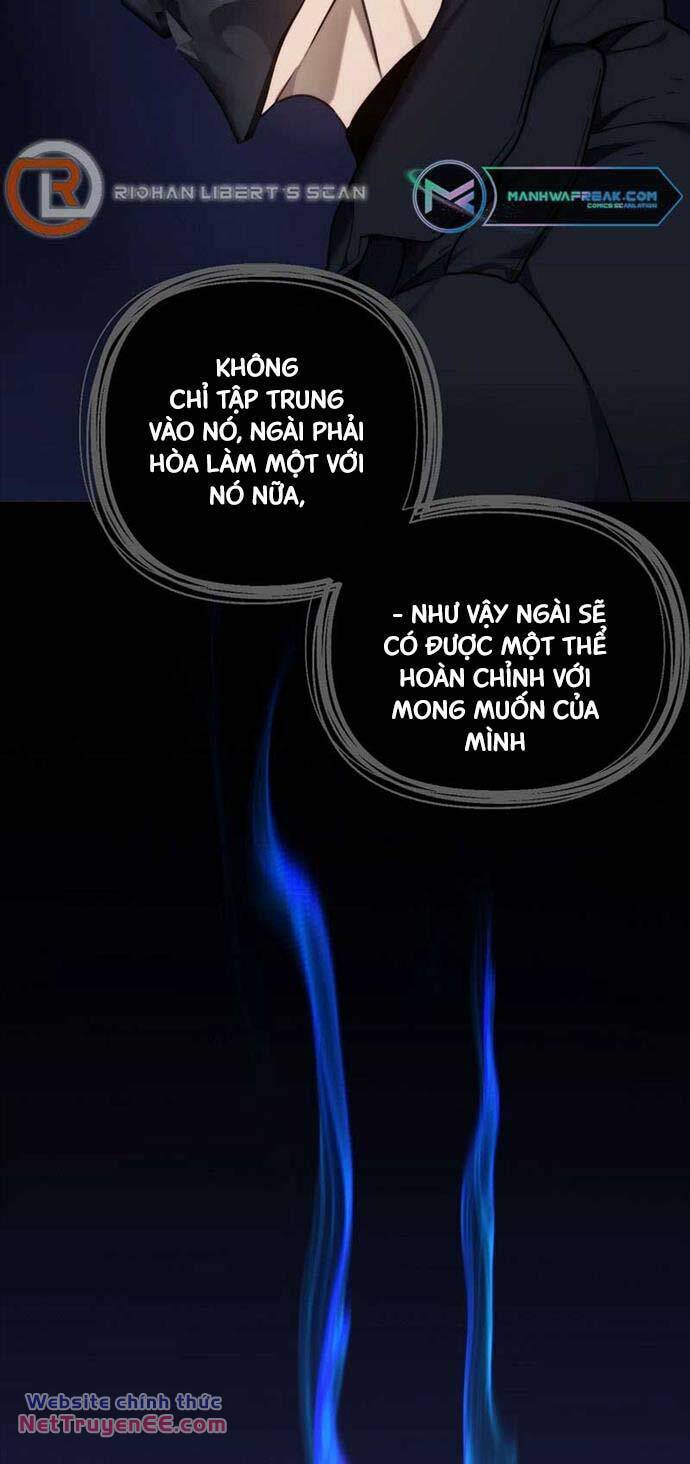 RIOHAN LIBERT'S SCAN
MANHWAFREAK.COM
COMICS SCANLATION
KHÔNG
CHỈ TẬP TRUNG
VÀO NÓ, NGÀI PHẢI
HÒA LÀM MỘT VỚI
NÓ NỮA,
- NHƯ VẬY NGÀI SẼ
CÓ ĐƯỢC MỘT THỂ
HOÀN CHỈNH VỚI
MONG MUỐN CỦA
MÌNH
Website chính thức
NetTruyenEE.com